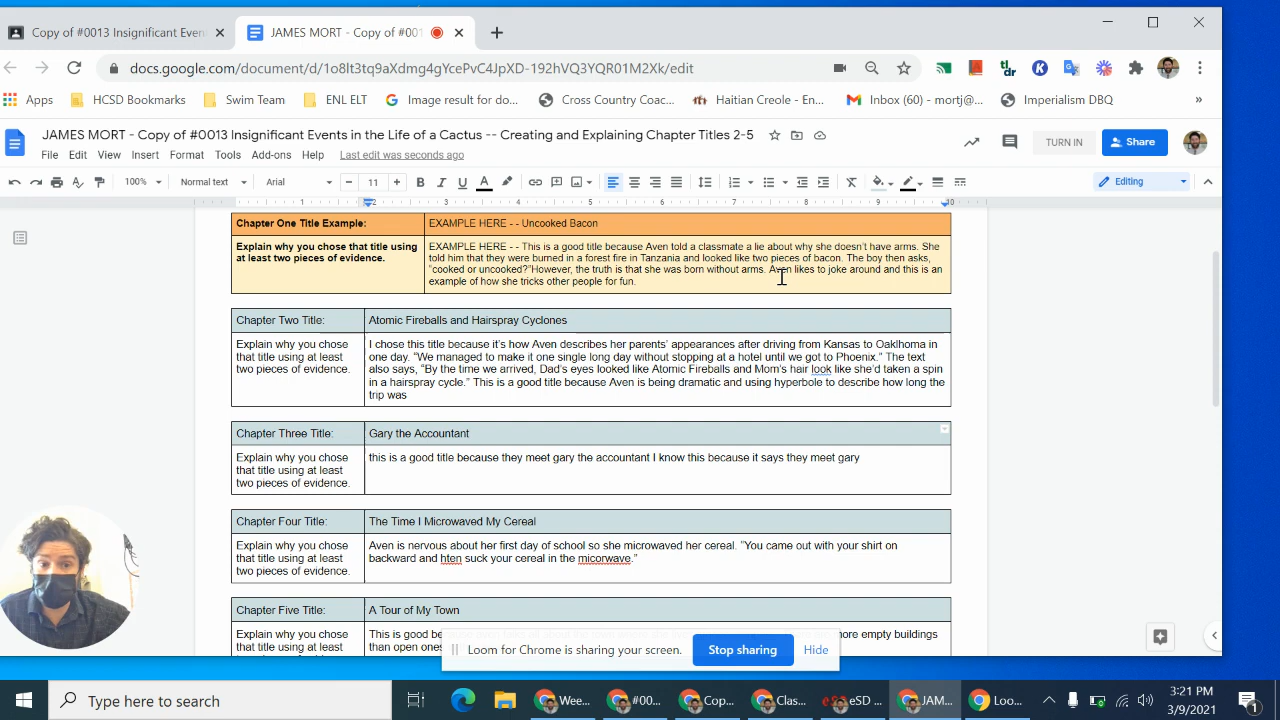 Copy of #0013 Insignificant Even
JAMES MORT - Copy of #001
docs.google.com/document/d/1o8lt3tq9aXdmg4gYcePvC4JpXD-192hVQ3YQR01M2Xk/edit
Apps
HCSD Bookmarks
Swim Team
ENL ELT
Image result for do...
Cross Country Coac...
Haitian Creole - En...
Inbox (60) - mortj@...
Imperialism DBQ
»
JAMES MORT - Copy of #0013 Insignificant Events in the Life of a Cactus -- Creating and Explaining Chapter Titles 2-5
TURN IN
Share
File Edit View Insert Format Tools Add-ons Help Last edit was seconds ago
100% Normal text Arial 11 B I U A Editing
1 2 3 4 5 6 7 8 9 10
Chapter One Title Example:
EXAMPLE HERE - - Uncooked Bacon
Explain why you chose that title using
at least two pieces of evidence.
EXAMPLE HERE - - This is a good title because Aven told a classmate a lie about why she doesn't have arms. She
told him that they were burned in a forest fire in Tanzania and looked like two pieces of bacon. The boy then asks,
"cooked or uncooked?"However, the truth is that she was born without arms. Aven likes to joke around and this is an
example of how she tricks other people for fun.
Chapter Two Title:
Atomic Fireballs and Hairspray Cyclones
Explain why you chose
that title using at least
two pieces of evidence.
I chose this title because it's how Aven describes her parents' appearances after driving from Kansas to Oaklhoma in
one day. "We managed to make it one single long day without stopping at a hotel until we got to Phoenix." The text
also says, "By the time we arrived, Dad's eyes looked like Atomic Fireballs and Mom's hair look like she'd taken a spin
in a hairspray cycle." This is a good title because Aven is being dramatic and using hyperbole to describe how long the
trip was
Chapter Three Title:
Gary the Accountant
Explain why you chose
that title using at least
two pieces of evidence.
this is a good title because they meet gary the accountant I know this because it says they meet gary
Chapter Four Title:
The Time I Microwaved My Cereal
Explain why you chose
that title using at least
two pieces of evidence.
Aven is nervous about her first day of school so she microwaved her cereal. "You came out with your shirt on
backward and hten suck your cereal in the miconwave."
Chapter Five Title:
A Tour of My Town
Explain why you chose
that title using at least
This is good be
ore empty buildings
than open ones
Loom for Chrome is sharing your screen.
Stop sharing
Hide
Type here to search
Wee...
#00...
Cop...
Clas...
eSD ...
JAM...
Loo...
3:21 PM
3/9/2021
1